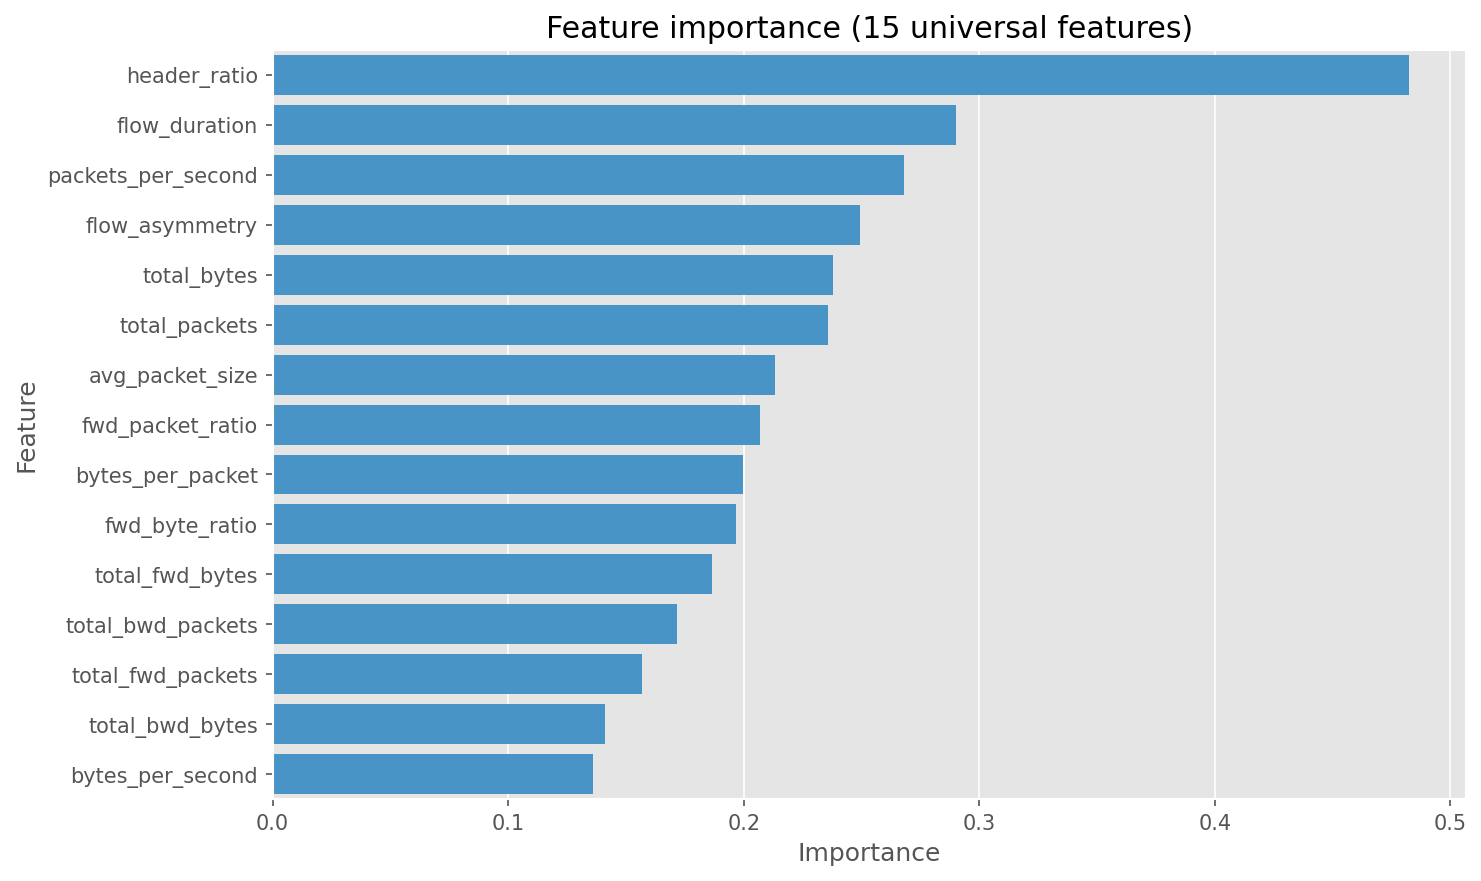 Feature importance (15 universal features)
header_ratio
flow_duration
packets_per_second
flow_asymmetry
total_bytes
total_packets
avg_packet_size
fwd_packet_ratio
bytes_per_packet
fwd_byte_ratio
total_fwd_bytes
total_bwd_packets
total_fwd_packets
total_bwd_bytes
bytes_per_second
Feature
0.0 0.1 0.2 0.3 0.4 0.5
Importance